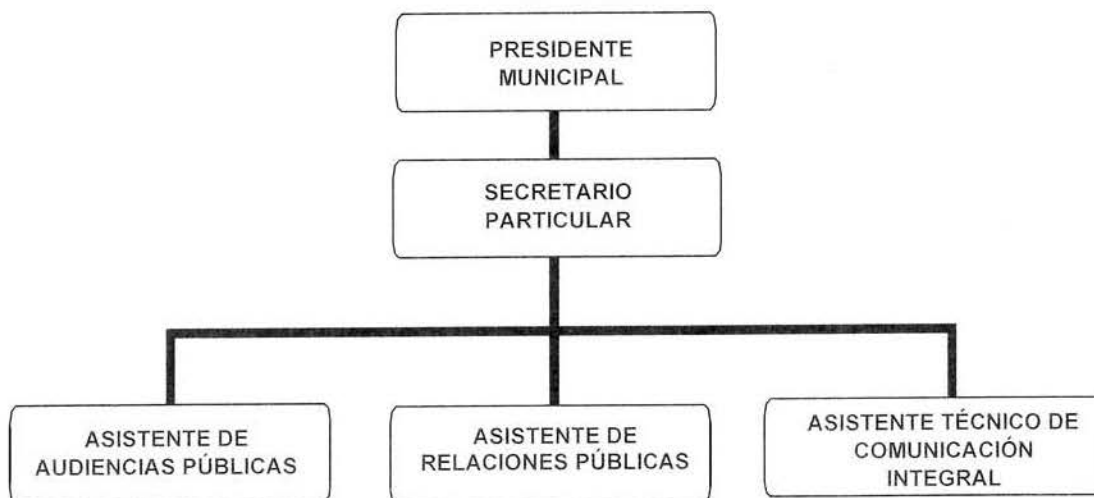 PRESIDENTE
MUNICIPAL
SECRETARIO
PARTICULAR
ASISTENTE DE
AUDIENCIAS PÚBLICAS
ASISTENTE DE
RELACIONES PÚBLICAS
ASISTENTE TÉCNICO DE
COMUNICACIÓN
INTEGRAL